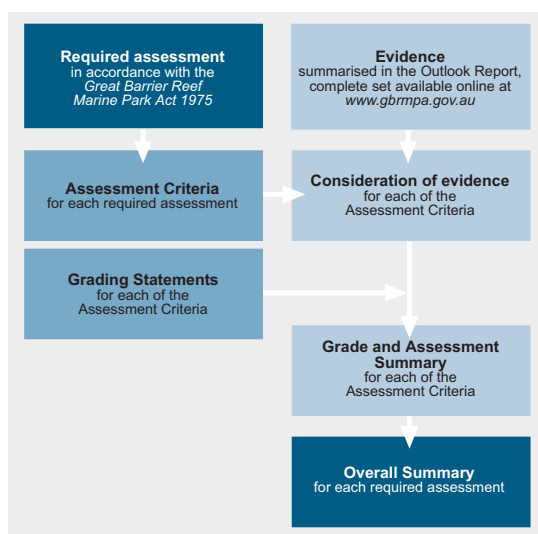 Required assessment
in accordance with the
Great Barrier Reef
Marine Park Act 1975
Evidence
summarised in the Outlook Report,
complete set available online at
www.gbrmpa.gov.au
Assessment Criteria
for each required assessment
Consideration of evidence
for each of the
Assessment Criteria
Grading Statements
for each of the
Assessment Criteria
Grade and Assessment
Summary
for each of the
Assessment Criteria
Overall Summary
for each required assessment